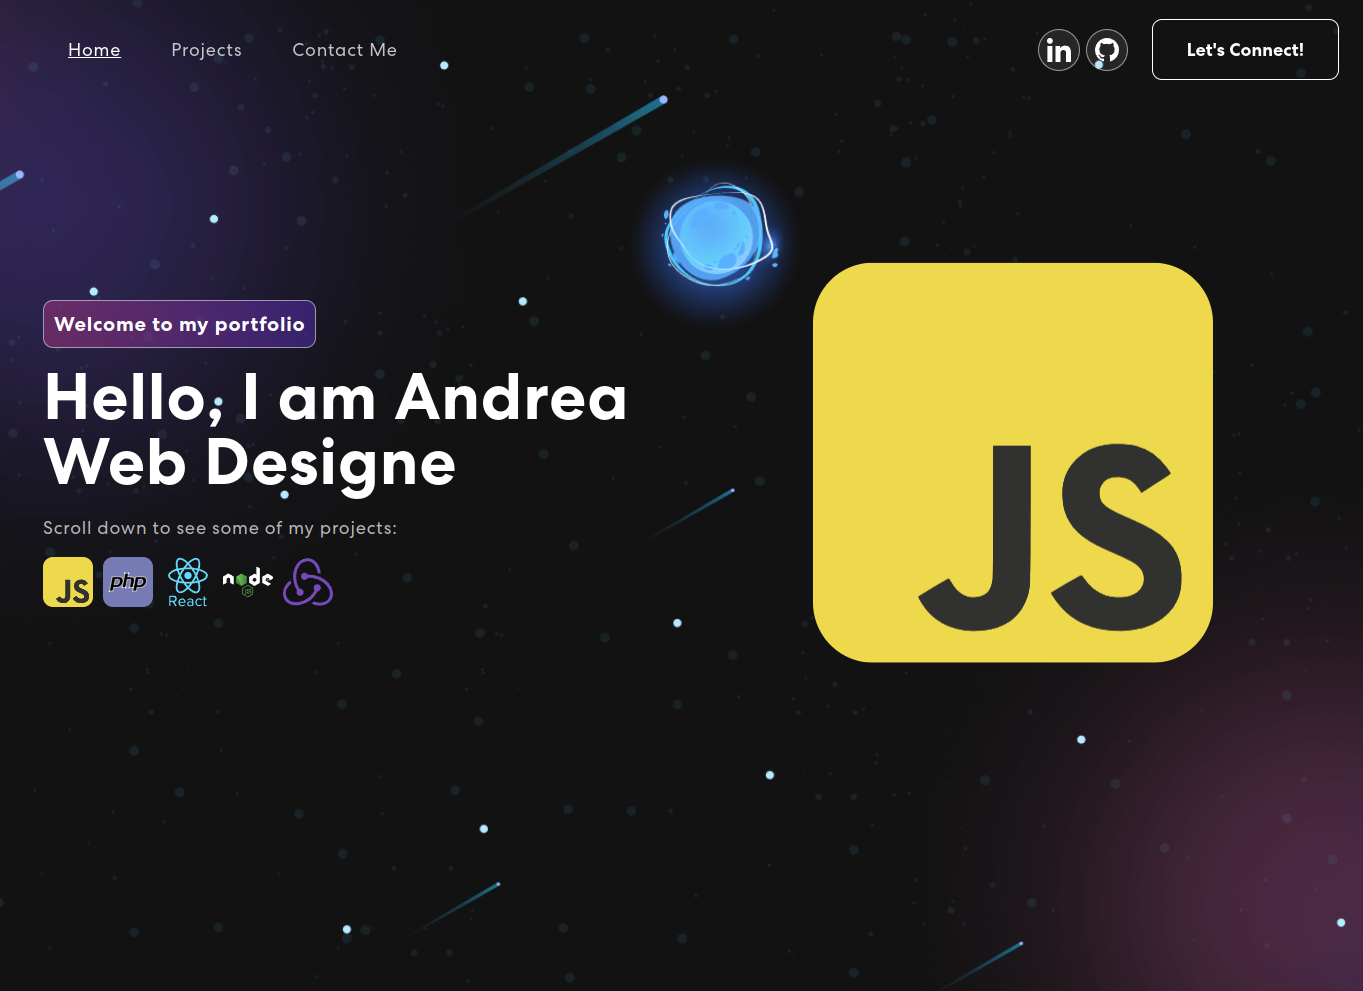 Home Projects Contact Me
in
Let's Connect!
Welcome to my portfolio
Hello, I am Andrea
Web Designe
Scroll down to see some of my projects:
JS php React node JS
JS